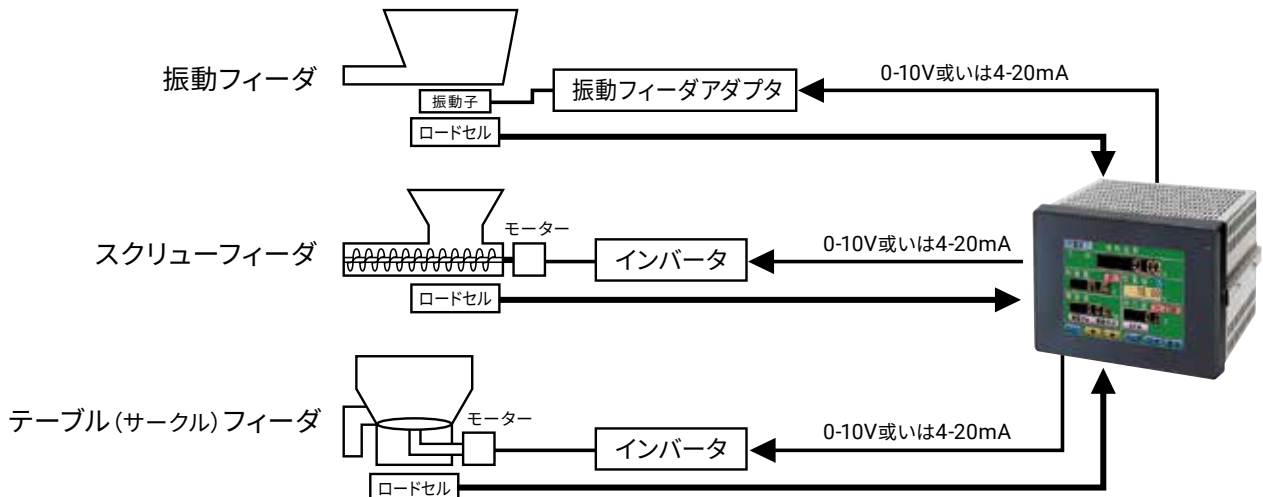 振動フィーダ
振動子
ロードセル
振動フィーダアダプタ
0-10V或いは4-20mA
スクリューフィーダ
モーター
ロードセル
インバータ
0-10V或いは4-20mA
テーブル(サークル)フィーダ
モーター
ロードセル
インバータ
0-10V或いは4-20mA